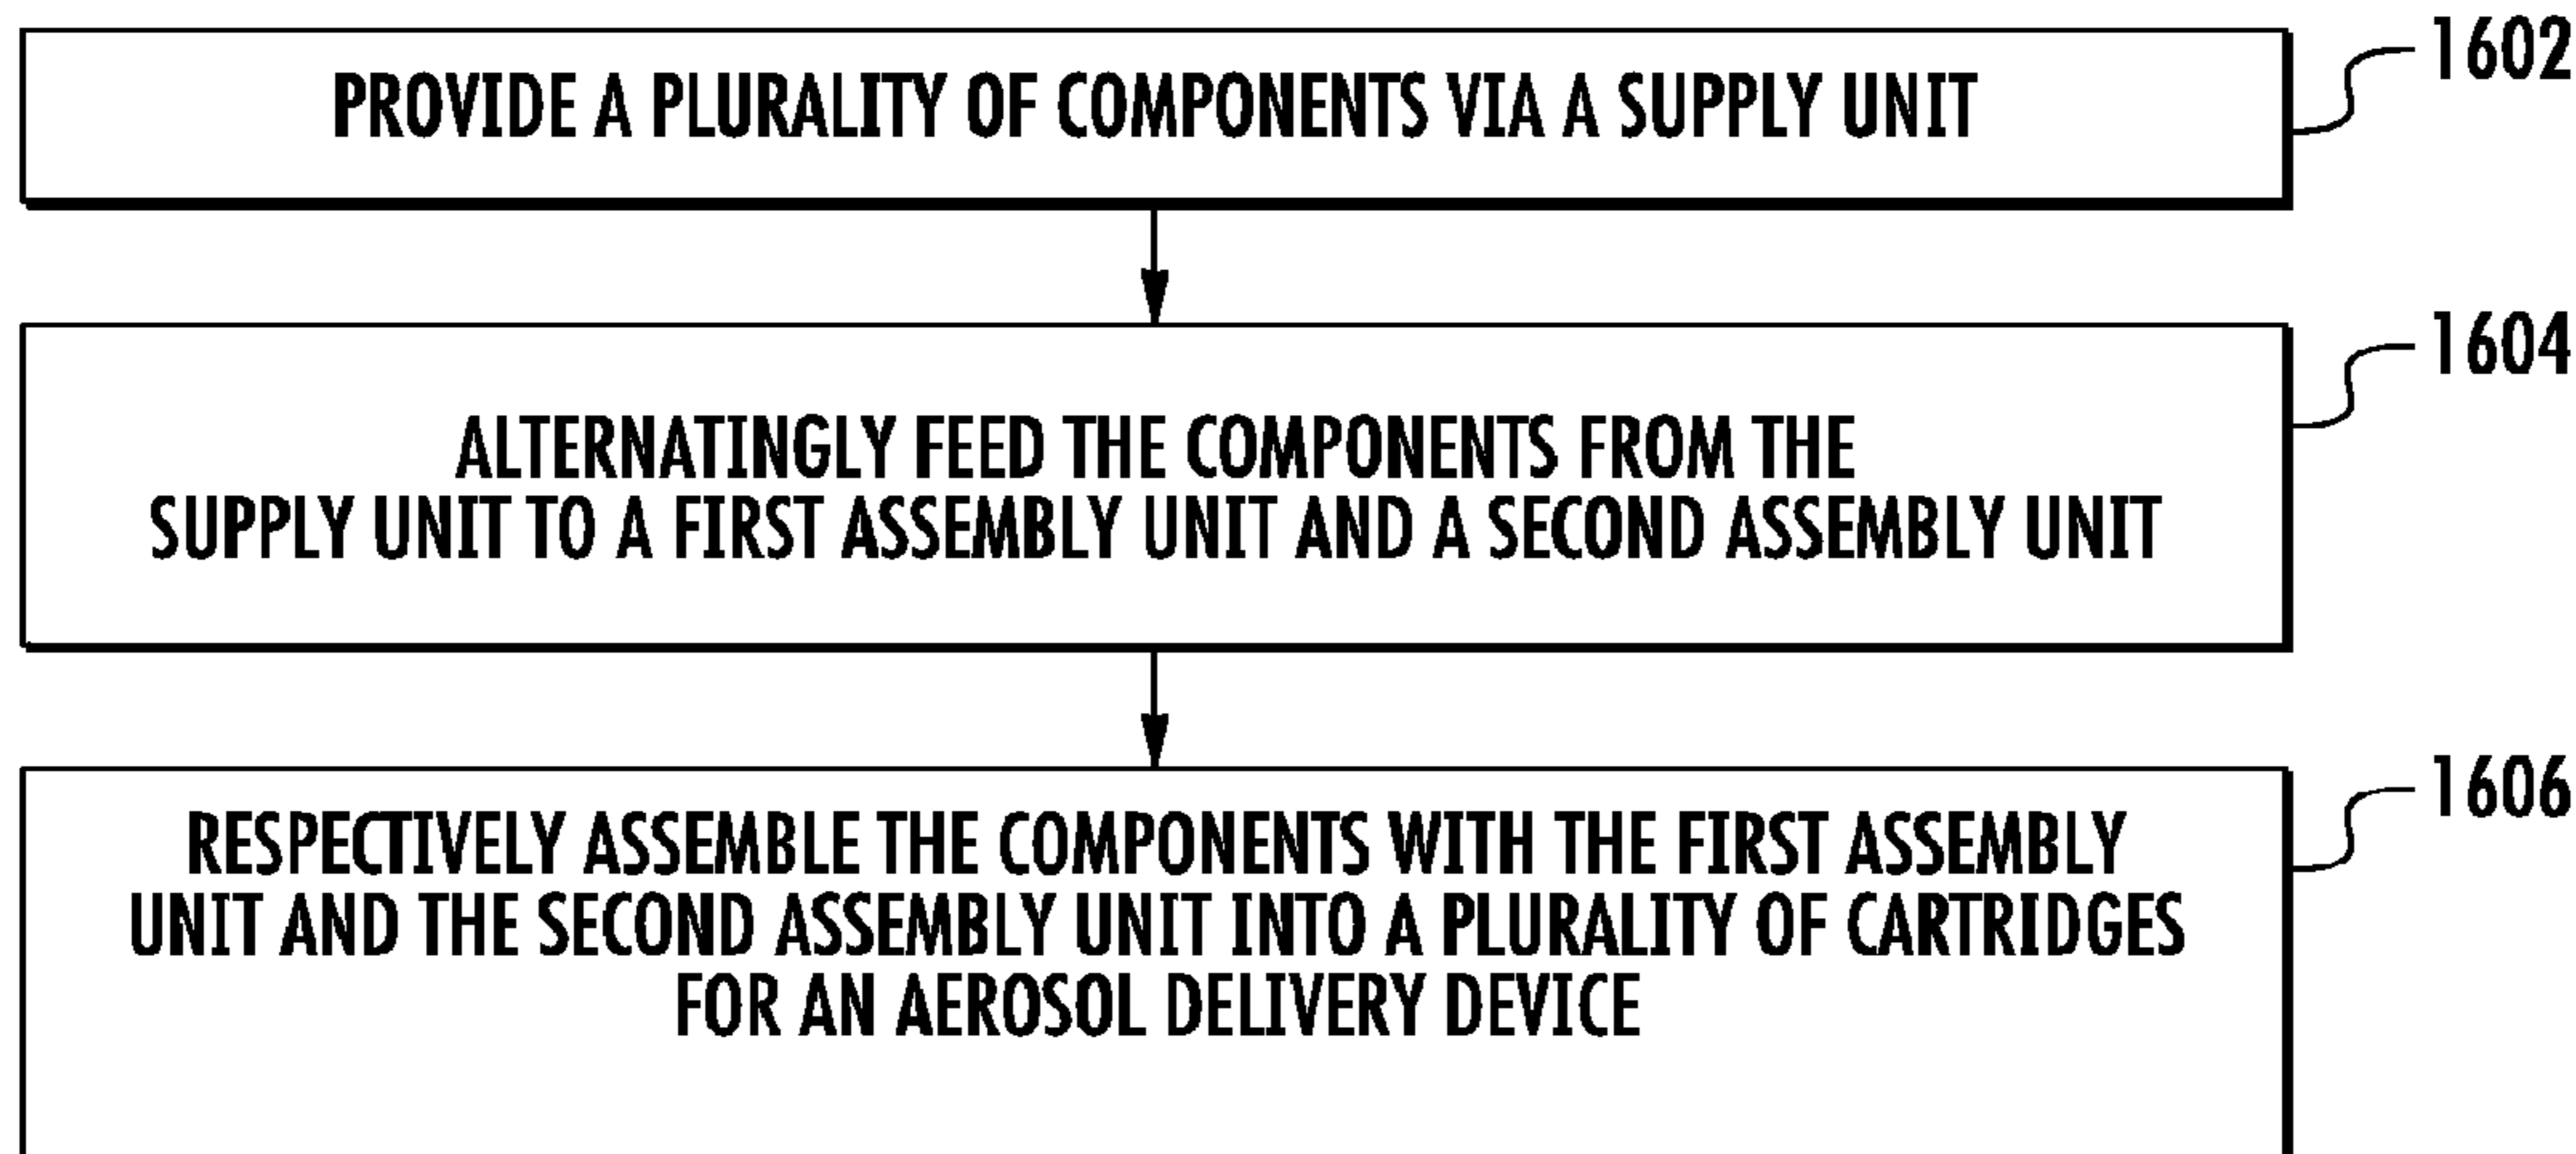 PROVIDE A PLURALITY OF COMPONENTS VIA A SUPPLY UNIT
1602
ALTERNATINGLY FEED THE COMPONENTS FROM THE
SUPPLY UNIT TO A FIRST ASSEMBLY UNIT AND A SECOND ASSEMBLY UNIT
1604
RESPECTIVELY ASSEMBLE THE COMPONENTS WITH THE FIRST ASSEMBLY
UNIT AND THE SECOND ASSEMBLY UNIT INTO A PLURALITY OF CARTRIDGES
FOR AN AEROSOL DELIVERY DEVICE
1606